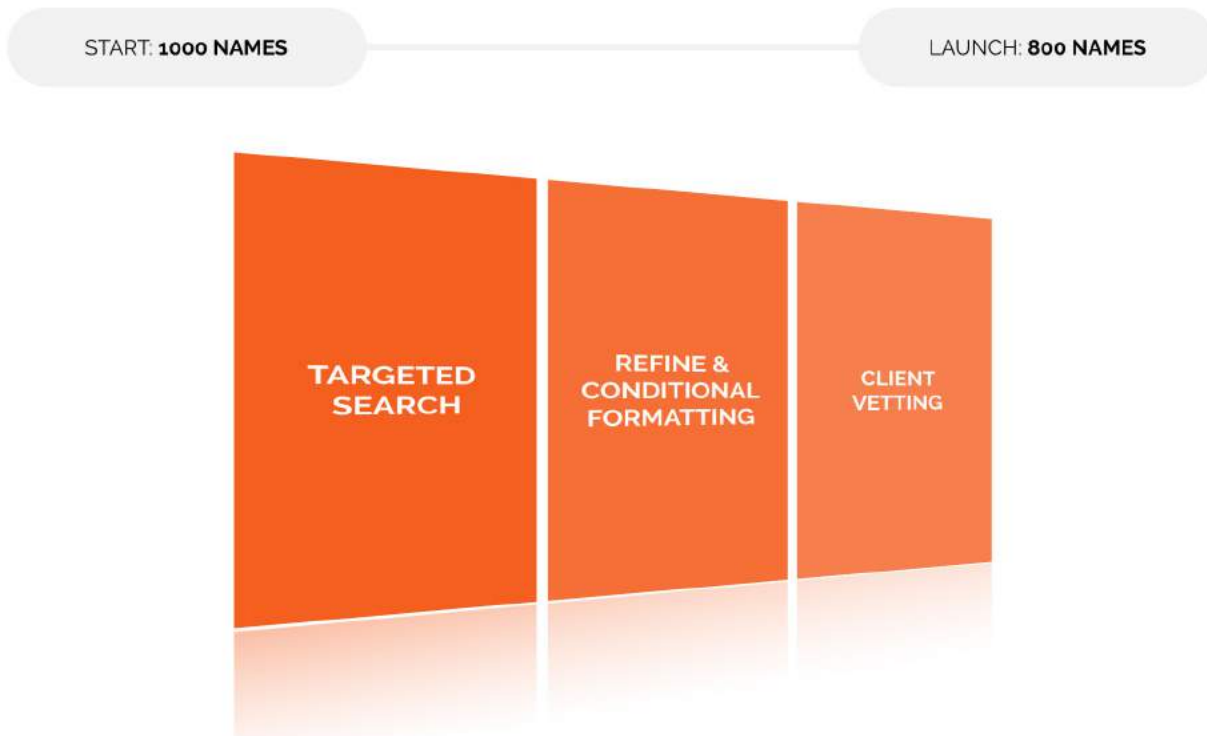 START: 1000 NAMES
LAUNCH: 800 NAMES
TARGETED
SEARCH
REFINE &
CONDITIONAL
FORMATTING
CLIENT
VETTING